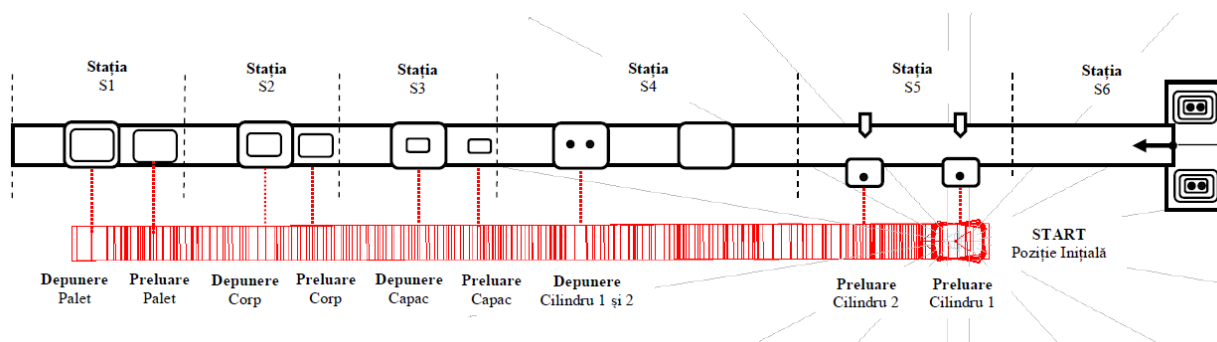 Stația
S1
Stația
S2
Stația
S3
Stația
S4
Stația
S5
Stația
S6
START
Poziție Inițială
Depunere
Palet
Preluare
Palet
Depunere
Corp
Preluare
Corp
Depunere
Capac
Preluare
Capac
Depunere
Cilindru 1 și 2
Preluare
Cilindru 2
Preluare
Cilindru 1